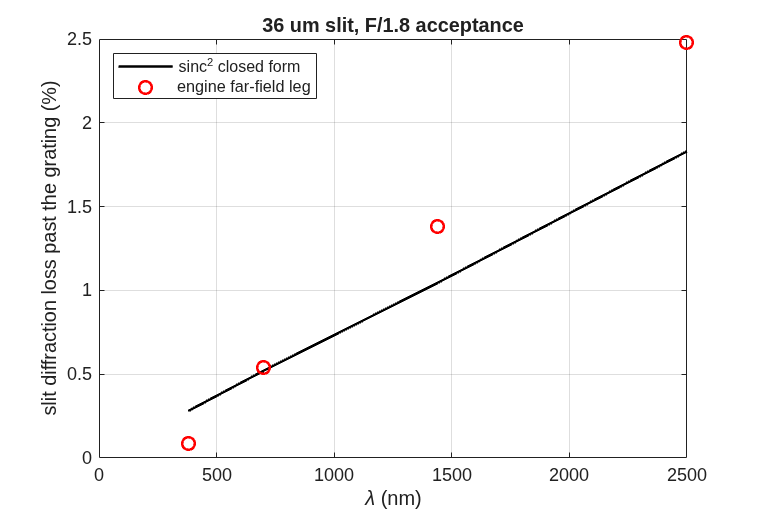 36 um slit, F/1.8 acceptance
sinc² closed form
engine far-field leg
slit diffraction loss past the grating (%)
2.5
2
1.5
1
0.5
0
0 500 1000 1500 2000 2500
λ (nm)